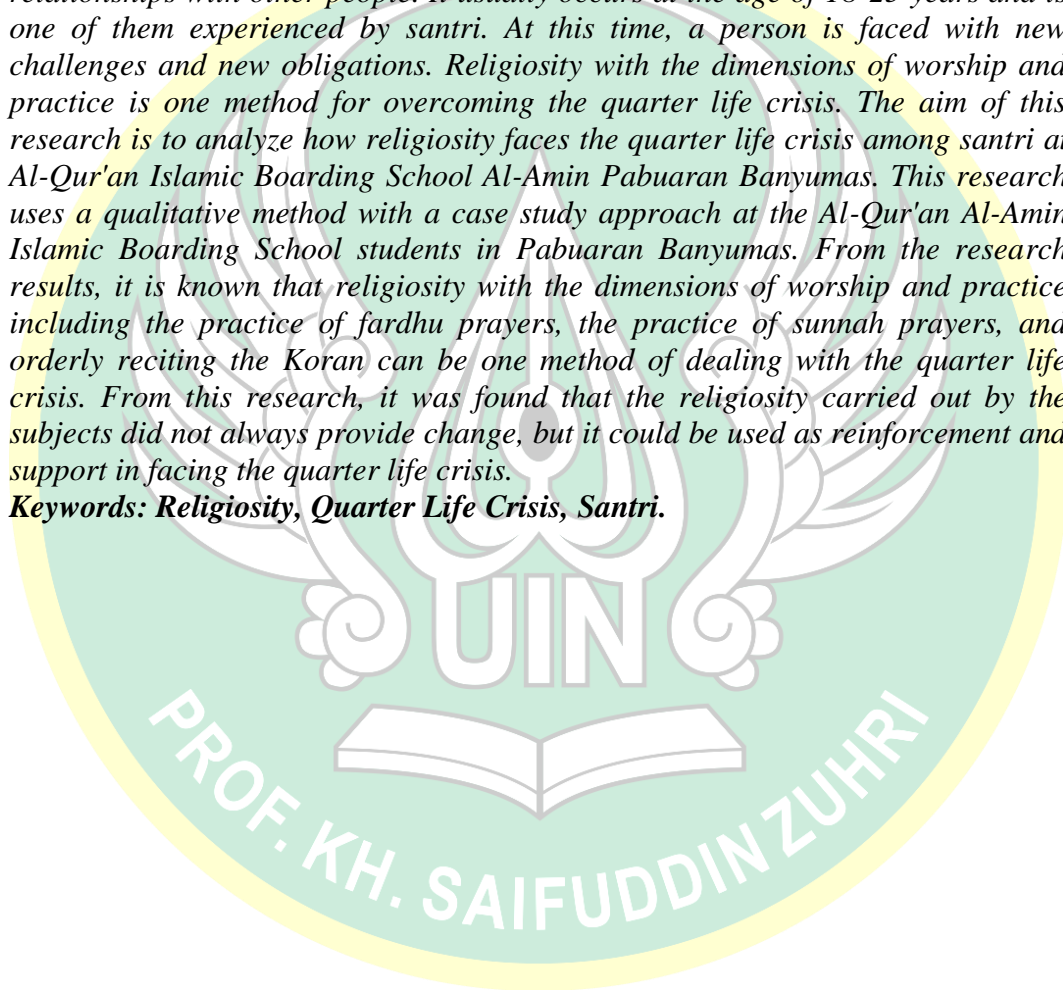 relationships with other people. It usually occurs at the age of years and is
one of them experienced by santri. At this time, a person is faced with new
challenges and new obligations. Religiosity with the dimensions of worship and
practice is one method for overcoming the quarter life crisis. The aim of this
research is to analyze how religiosity faces the quarter life crisis among santri at
Al-Qur'an Islamic Boarding School Al-Amin Pabuaran Banyumas. This research
uses a qualitative method with a case study approach at the Al-Qur'an Al-Amin
Islamic Boarding School students in Pabuaran Banyumas. From the research
results, it is known that religiosity with the dimensions of worship and practice
including the practice of fardhu prayers, the practice of sunnah prayers, and
orderly reciting the Koran can be one method of dealing with the quarter life
crisis. From this research, it was found that the religiosity carried out by the
subjects did not always provide change, but it could be used as reinforcement and
support in facing the quarter life crisis.
Keywords: Religiosity, Quarter Life Crisis, Santri.
UIN
PROF. KH. SAIFUDDIN ZUHRI